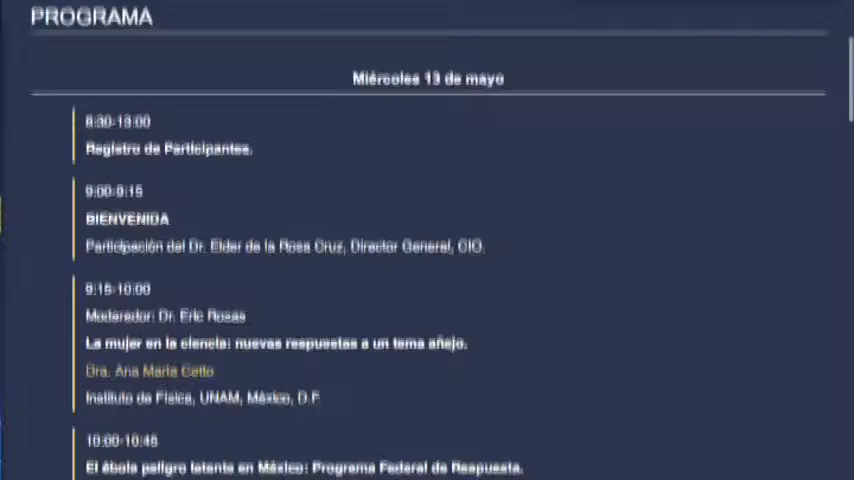 PROGRAMA
Miércoles 13 de mayo
8:30-13:00
Registro de Participantes.
9:00-9:15
BIENVENIDA
Participación del Dr. Elder de la Rosa Cruz, Director General, CIO.
9:15-10:00
Moderador: Dr. Eric Rosas
La mujer en la ciencia: nuevas respuestas a un tema añejo.
Dra. Ana María Cetto
Instituto de Física, UNAM, México, D.F
10:00-10:45
El ébola peligro latente en México: Programa Federal de Respuesta.